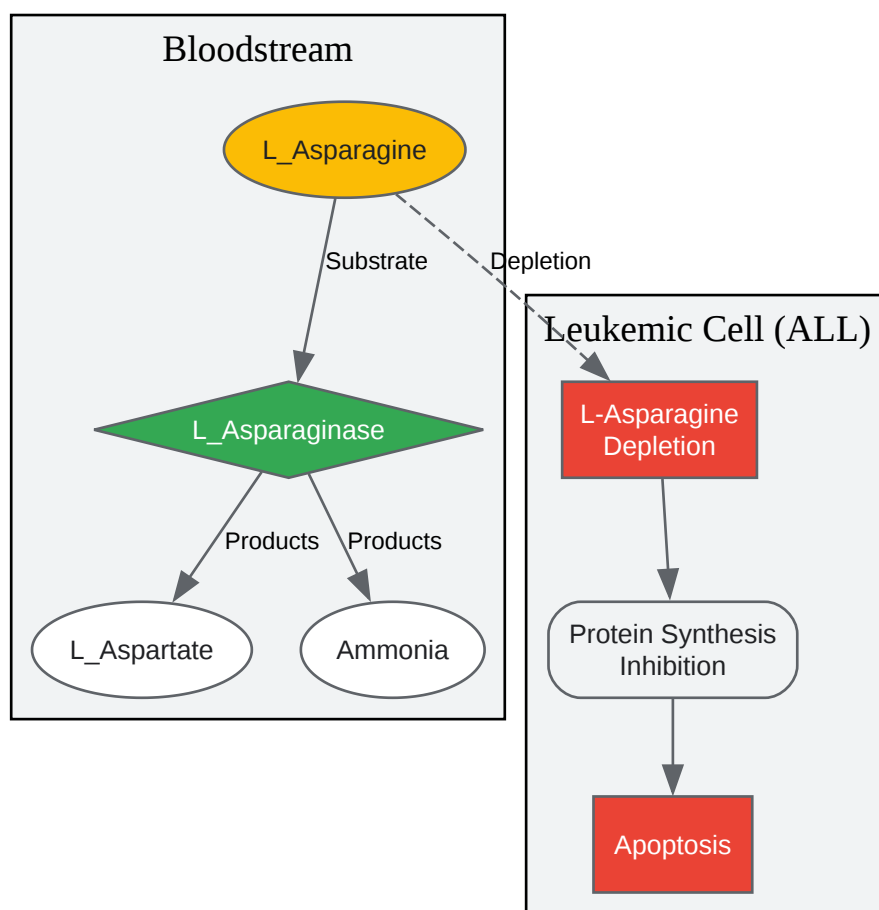 Bloodstream
L_Asparagine
Substrate
Depletion
Leukemic Cell (ALL)
L_Asparaginase
L-Asparagine
Depletion
Products
Products
L_Aspartate
Ammonia
Protein Synthesis
Inhibition
Apoptosis